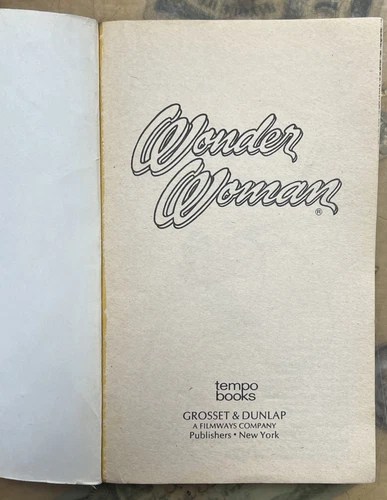 Wonder
Woman®
tempo
books
GROSSET & DUNLAP
A FILMWAYS COMPANY
Publishers • New York